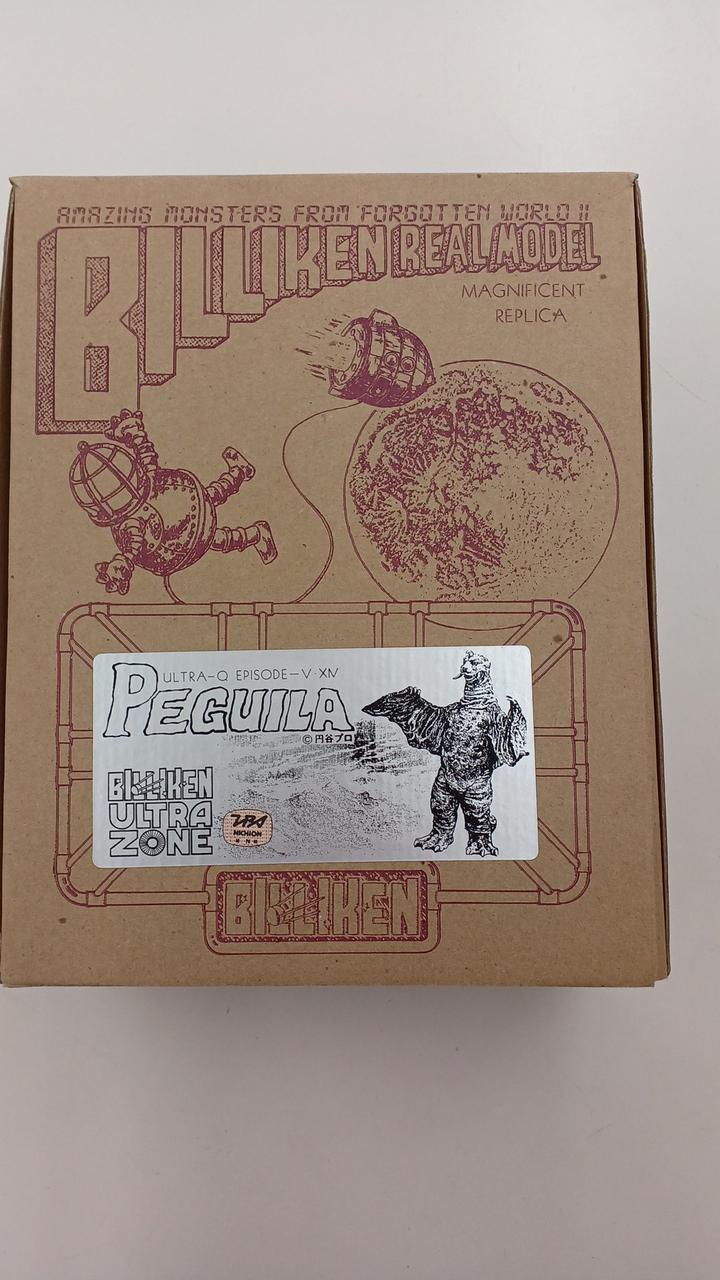 AMAZING MONSTERS FROM FORGOTTEN WORLD II
BILLIKEN REAL MODEL
MAGNIFICENT
REPLICA
ULTRA-Q EPISODE-V·XIV
PEGUILA
©円谷プロ
BILLIKEN
ULTRA
ZONE
NICHION
BILLIKEN